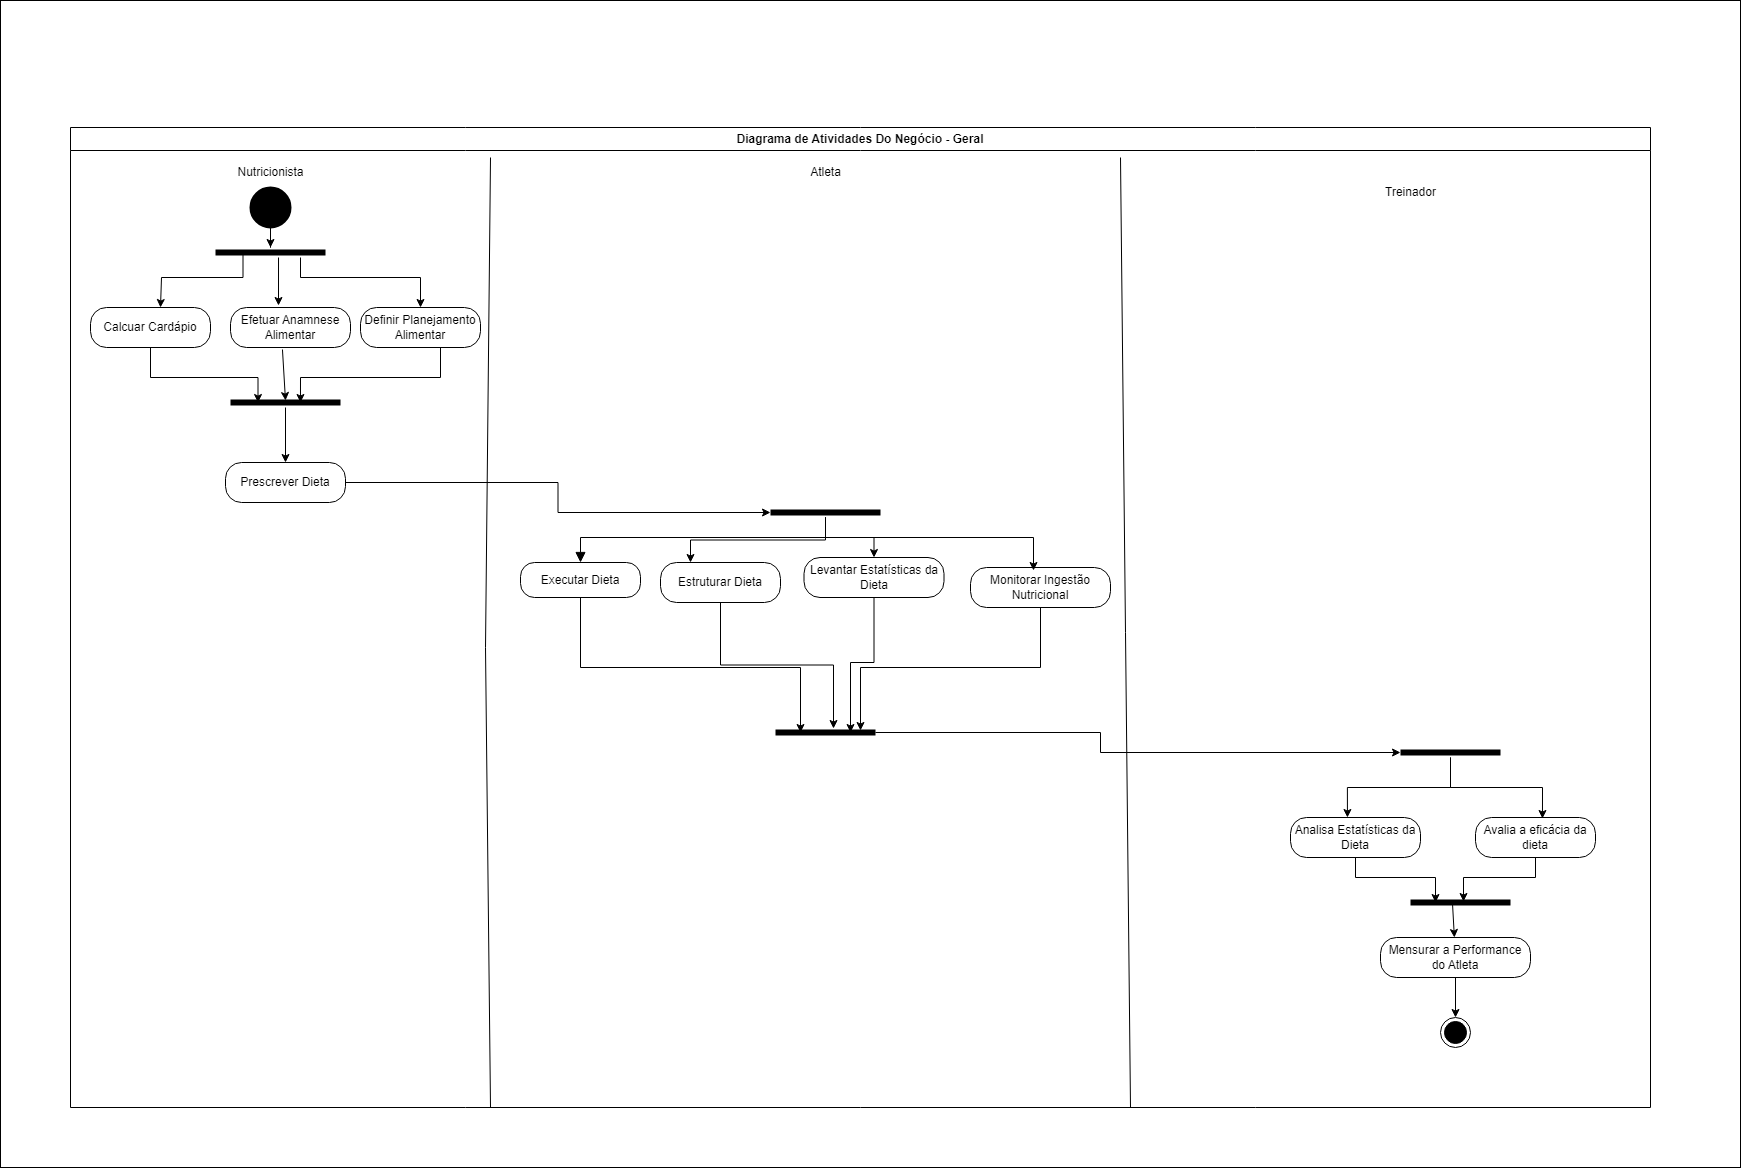 Diagrama de Atividades Do Negócio - Geral
Nutricionista
Atleta
Treinador
Calcuar Cardápio
Efetuar Anamnese
Alimentar
Definir Planejamento
Alimentar
Prescrever Dieta
Executar Dieta
Estruturar Dieta
Levantar Estatísticas da
Dieta
Monitorar Ingestão
Nutricional
Analisa Estatísticas da
Dieta
Avalia a eficácia da
dieta
Mensurar a Performance
do Atleta